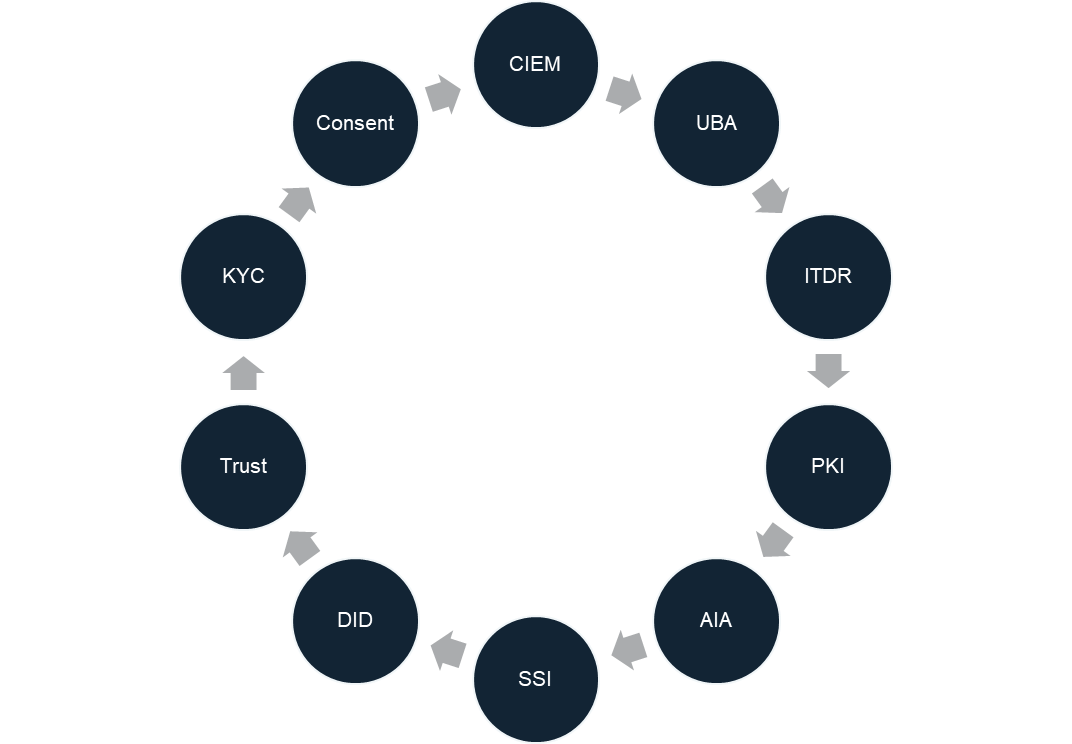 CIEM
UBA
ITDR
PKI
AIA
SSI
DID
Trust
KYC
Consent